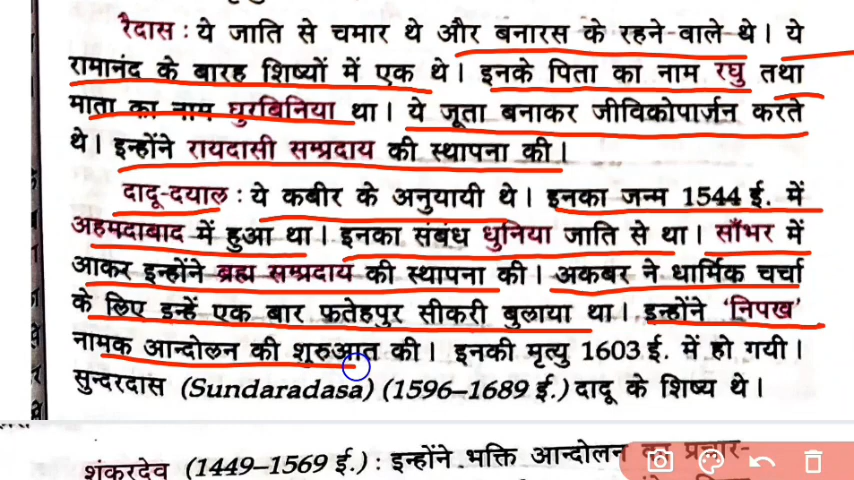 रैदास : ये जाति से चमार थे और बनारस के रहने-वाले थे। ये
रामानंद के बारह शिष्यों में एक थे। इनके पिता का नाम रघु तथा
माता का नाम घुरबिनिया था। ये जूता बनाकर जीविकोपार्जन करते
थे। इन्होंने रायदासी सम्प्रदाय की स्थापना की।
दादू-दयाल : ये कबीर के अनुयायी थे। इनका जन्म 1544 ई. में
अहमदाबाद में हुआ था। इनका संबंध धुनिया जाति से था। साँभर में
आकर इन्होंने ब्रह्म सम्प्रदाय की स्थापना की। अकबर ने धार्मिक चर्चा
के लिए इन्हें एक बार फतेहपुर सीकरी बुलाया था। इन्होंने 'निपख'
नामक आन्दोलन की शुरुआत की। इनकी मृत्यु 1603 ई. में हो गयी।
सुन्दरदास (Sundaradasa) (1596–1689 ई.) दादू के शिष्य थे।
शंकरदेव (1449–1569 ई.) : इन्होंने भक्ति आन्दोलन का प्रचार-